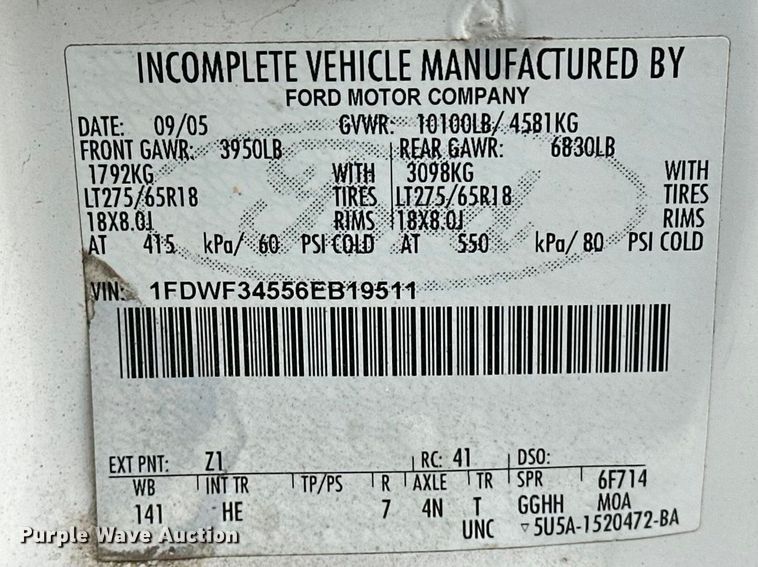 INCOMPLETE VEHICLE MANUFACTURED BY
FORD MOTOR COMPANY
DATE: 09/05 GVWR: 10100LB/ 4581KG
FRONT GAWR: 3950LB REAR GAWR: 6830LB
1792KG WITH 3098KG WITH
LT275/65R18 TIRES LT275/65R18 TIRES
18X8.0J RIMS 18X8.0J RIMS
AT 415 kPa/ 60 PSI COLD AT 550 kPa/ 80 PSI COLD
VIN: 1FDWF34556EB19511
EXT PNT: Z1 RC: 41 DSO:
WB INT TR TP/PS R AXLE TR SPR 6F714
141 HE 7 4N T GGHH MOA
UNC ▿5U5A-1520472-BA
Purple Wave Auction